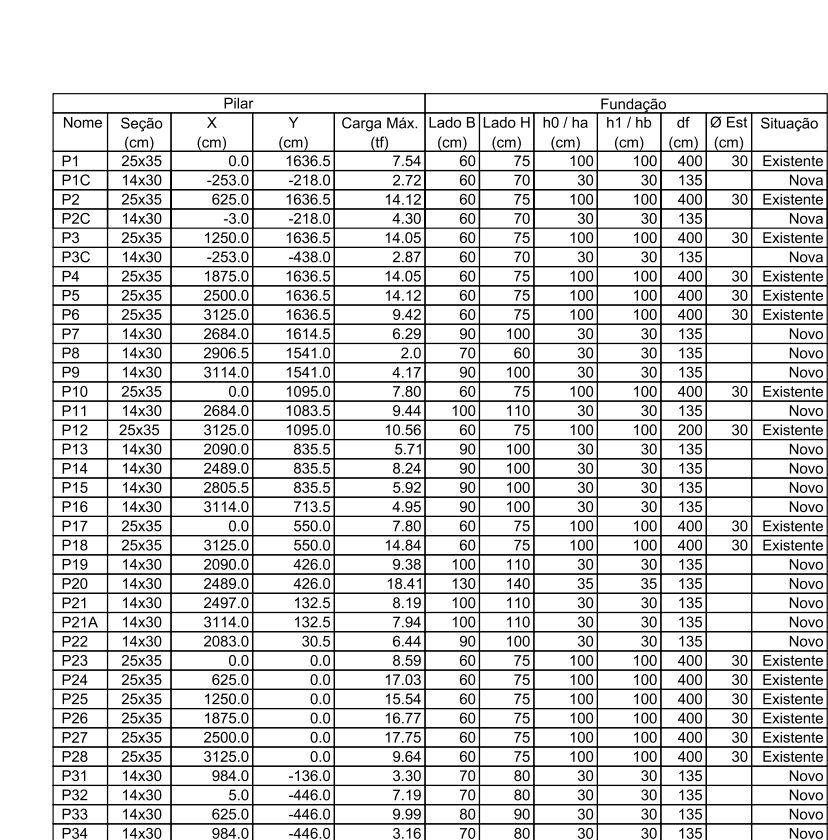 Pilar Fundação
Nome Seção X Y Carga Máx. Lado B Lado H h0 / ha h1 / hb df Ø Est Situação
(cm) (cm) (cm) (tf) (cm) (cm) (cm) (cm) (cm) (cm)
P1 25x35 0.0 1636.5 7.54 60 75 100 100 400 30 Existente
P1C 14x30 -253.0 -218.0 2.72 60 70 30 30 135 Nova
P2 25x35 625.0 1636.5 14.12 60 75 100 100 400 30 Existente
P2C 14x30 -3.0 -218.0 4.30 60 70 30 30 135 Nova
P3 25x35 1250.0 1636.5 14.05 60 75 100 100 400 30 Existente
P3C 14x30 -253.0 -438.0 2.87 60 70 30 30 135 Nova
P4 25x35 1875.0 1636.5 14.05 60 75 100 100 400 30 Existente
P5 25x35 2500.0 1636.5 14.12 60 75 100 100 400 30 Existente
P6 25x35 3125.0 1636.5 9.42 60 75 100 100 400 30 Existente
P7 14x30 2684.0 1614.5 6.29 90 100 30 30 135 Novo
P8 14x30 2906.5 1541.0 2.0 70 60 30 30 135 Novo
P9 14x30 3114.0 1541.0 4.17 90 100 30 30 135 Novo
P10 25x35 0.0 1095.0 7.80 60 75 100 100 400 30 Existente
P11 14x30 2684.0 1083.5 9.44 100 110 30 30 135 Novo
P12 25x35 3125.0 1095.0 10.56 60 75 100 100 200 30 Existente
P13 14x30 2090.0 835.5 5.71 90 100 30 30 135 Novo
P14 14x30 2489.0 835.5 8.24 90 100 30 30 135 Novo
P15 14x30 2805.5 835.5 5.92 90 100 30 30 135 Novo
P16 14x30 3114.0 713.5 4.95 90 100 30 30 135 Novo
P17 25x35 0.0 550.0 7.80 60 75 100 100 400 30 Existente
P18 25x35 3125.0 550.0 14.84 60 75 100 100 400 30 Existente
P19 14x30 2090.0 426.0 9.38 100 110 30 30 135 Novo
P20 14x30 2489.0 426.0 18.41 130 140 35 35 135 Novo
P21 14x30 2497.0 132.5 8.19 100 110 30 30 135 Novo
P21A 14x30 3114.0 132.5 7.94 100 110 30 30 135 Novo
P22 14x30 2083.0 30.5 6.44 90 100 30 30 135 Novo
P23 25x35 0.0 0.0 8.59 60 75 100 100 400 30 Existente
P24 25x35 625.0 0.0 17.03 60 75 100 100 400 30 Existente
P25 25x35 1250.0 0.0 15.54 60 75 100 100 400 30 Existente
P26 25x35 1875.0 0.0 16.77 60 75 100 100 400 30 Existente
P27 25x35 2500.0 0.0 17.75 60 75 100 100 400 30 Existente
P28 25x35 3125.0 0.0 9.64 60 75 100 100 400 30 Existente
P31 14x30 984.0 -136.0 3.30 70 80 30 30 135 Novo
P32 14x30 5.0 -446.0 7.19 70 80 30 30 135 Novo
P33 14x30 625.0 -446.0 9.99 80 90 30 30 135 Novo
P34 14x30 984.0 -446.0 3.16 70 80 30 30 135 Novo